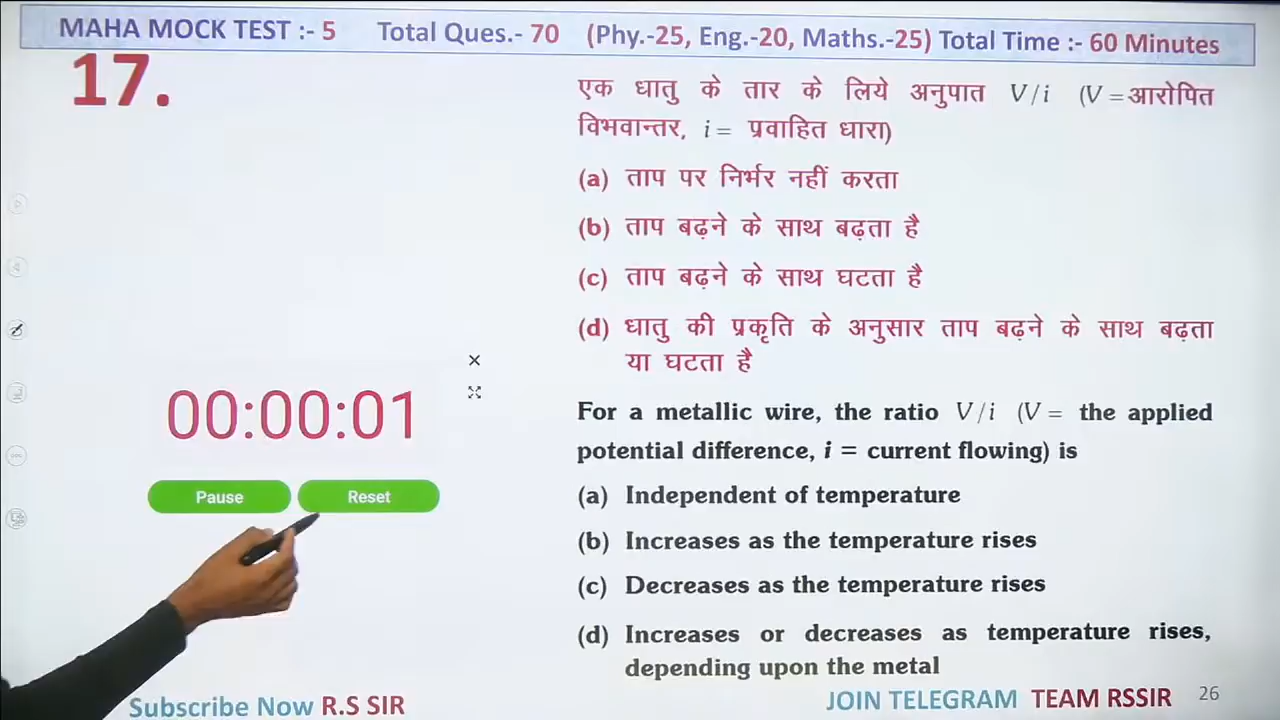 MAHA MOCK TEST :- 5 Total Ques.- 70 (Phy.-25, Eng.-20, Maths.-25) Total Time :- 60 Minutes
17.
एक धातु के तार के लिये अनुपात V/i (V =आरोपित
विभवान्तर, i = प्रवाहित धारा)
(a) ताप पर निर्भर नहीं करता
(b) ताप बढ़ने के साथ बढ़ता है
(c) ताप बढ़ने के साथ घटता है
(d) धातु की प्रकृति के अनुसार ताप बढ़ने के साथ बढ़ता
या घटता है
00:00:01
Pause Reset
For a metallic wire, the ratio V/i (V = the applied
potential difference, i = current flowing) is
(a) Independent of temperature
(b) Increases as the temperature rises
(c) Decreases as the temperature rises
(d) Increases or decreases as temperature rises,
depending upon the metal
Subscribe Now R.S SIR
JOIN TELEGRAM TEAM RSSIR 26